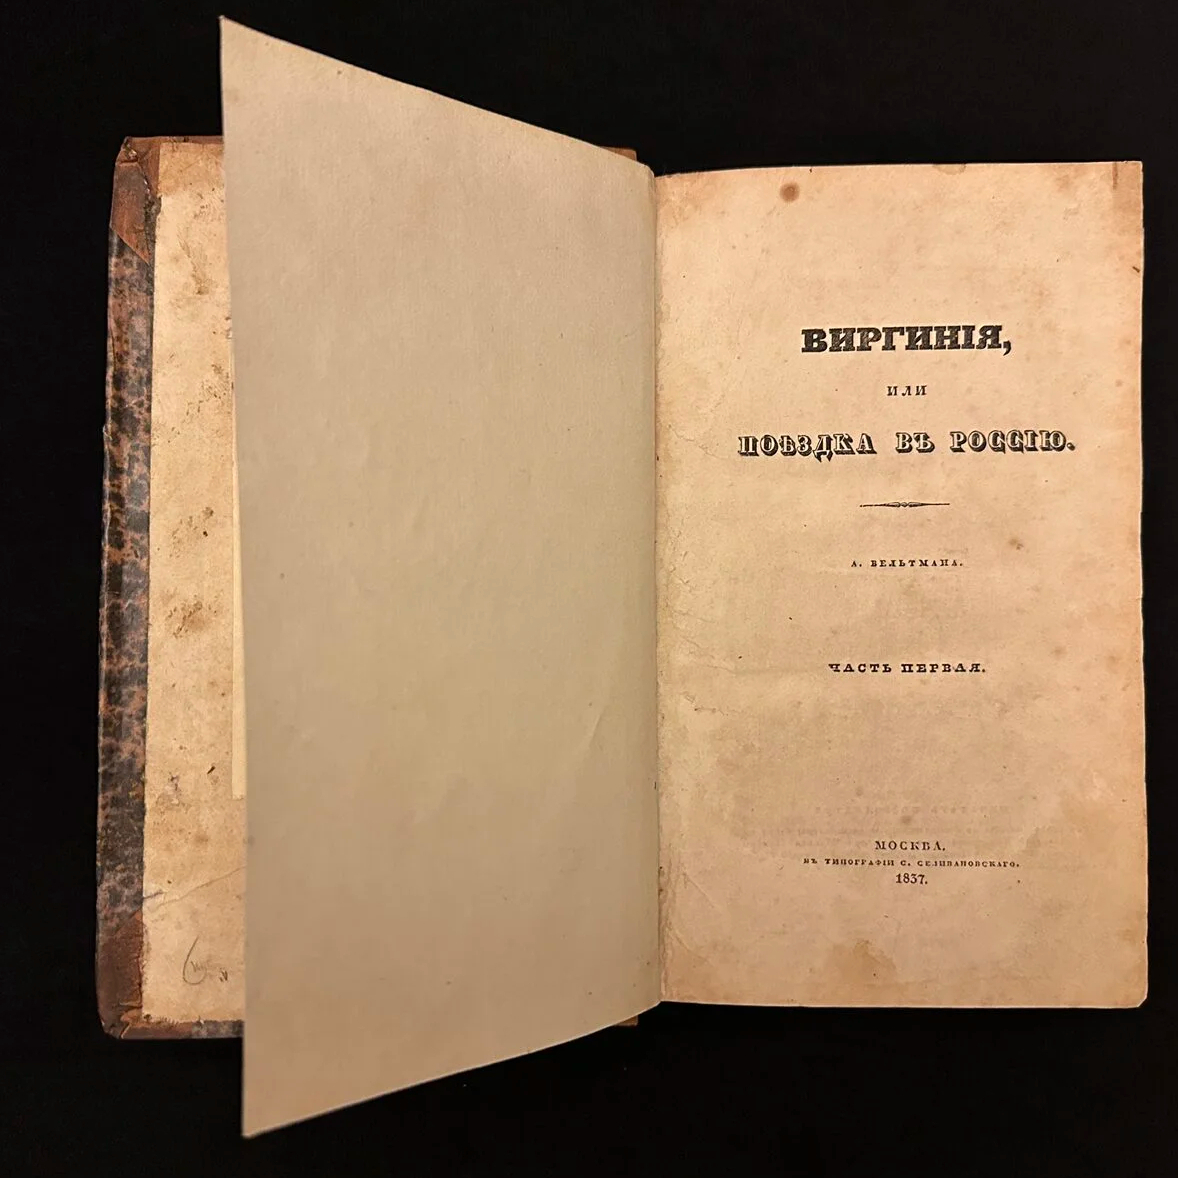 ВИРГИНІЯ,
ИЛИ
ПОѢЗДКА ВЪ РОССІЮ.
А. ВЕЛЬТМАНА.
ЧАСТЬ ПЕРВАЯ.
МОСКВА.
ВЪ ТИПОГРАФІИ С. СЕЛИВАНОВСКАГО.
1837.